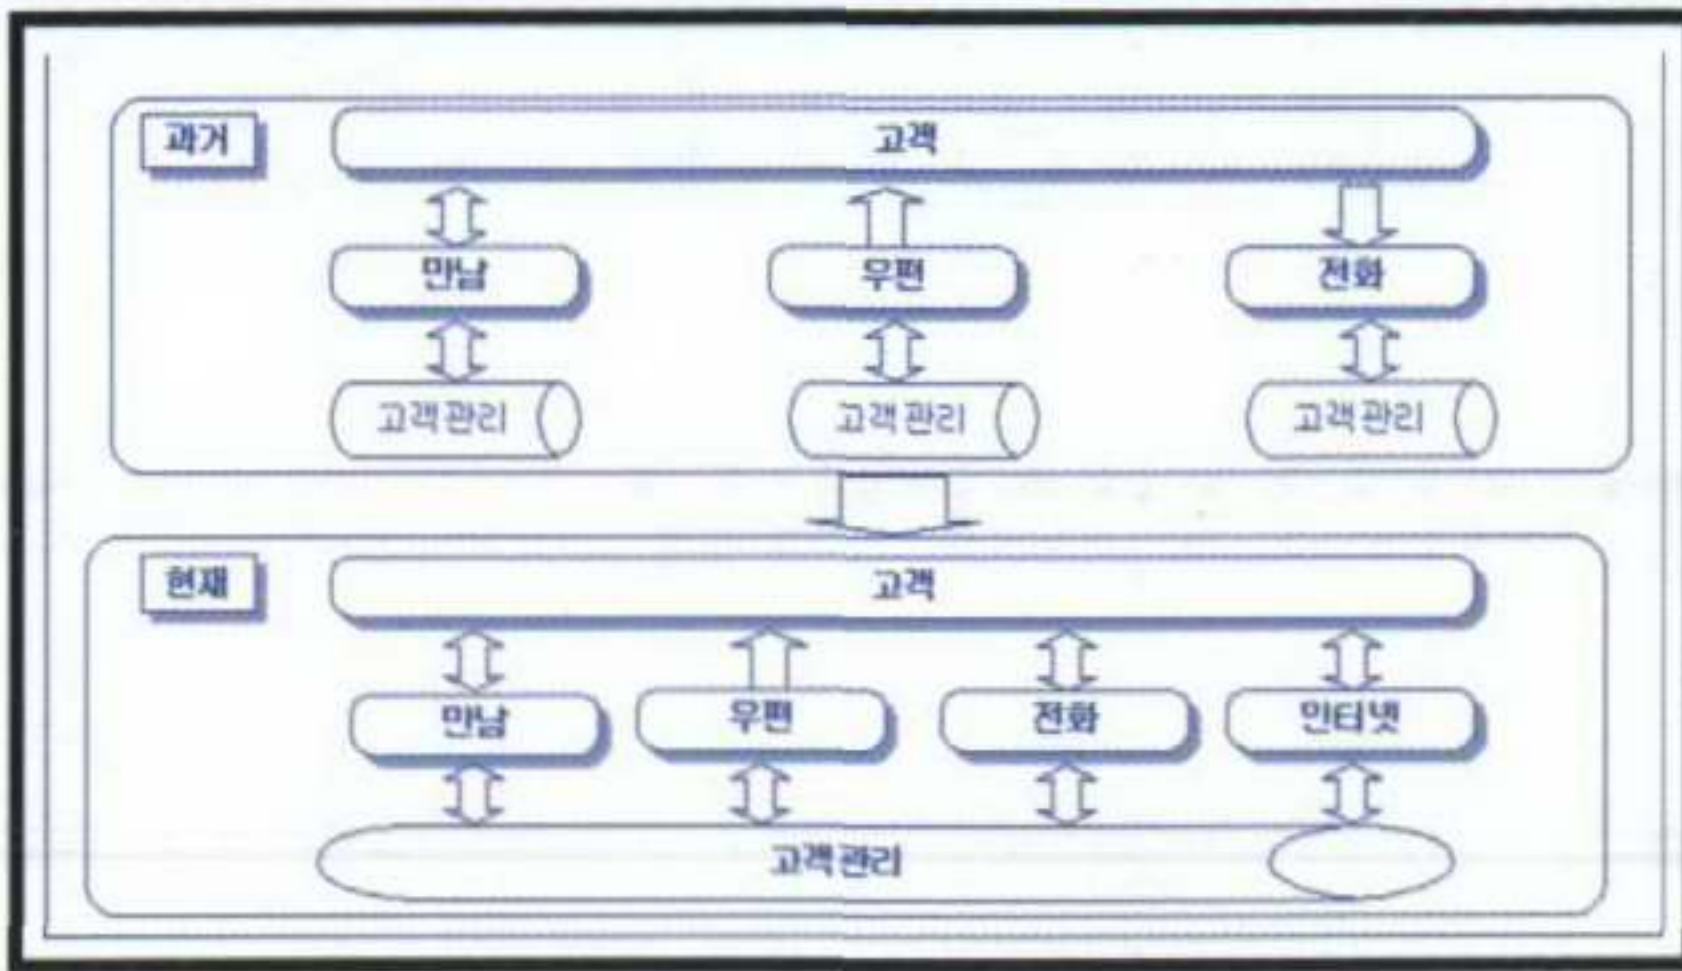 과거
고객
만남 우편 전화
고객관리 고객관리 고객관리
현재
고객
만남 우편 전화 인터넷
고객관리